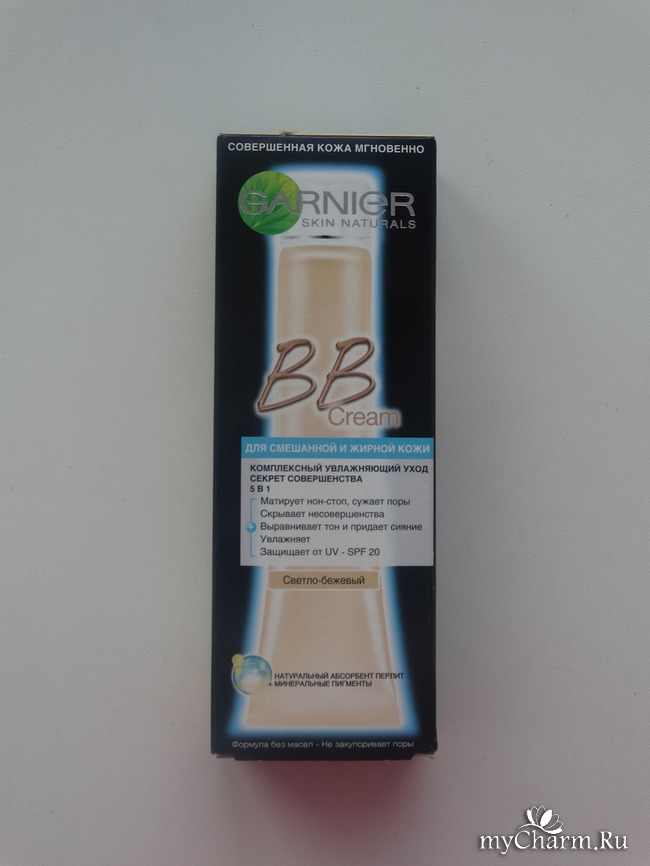 СОВЕРШЕННАЯ КОЖА МГНОВЕННО
GARNIER
SKIN NATURALS
BB
Cream
ДЛЯ СМЕШАННОЙ И ЖИРНОЙ КОЖИ
КОМПЛЕКСНЫЙ УВЛАЖНЯЮЩИЙ УХОД
СЕКРЕТ СОВЕРШЕНСТВА
5 В 1
Матирует нон-стоп, сужает поры
Скрывает несовершенства
+ Выравнивает тон и придает сияние
Увлажняет
Защищает от UV - SPF 20
Светло-бежевый
НАТУРАЛЬНЫЙ АБСОРБЕНТ ПЕРЛИТ
+ МИНЕРАЛЬНЫЕ ПИГМЕНТЫ
Формула без масел – Не закупоривает поры
myCharm.Ru